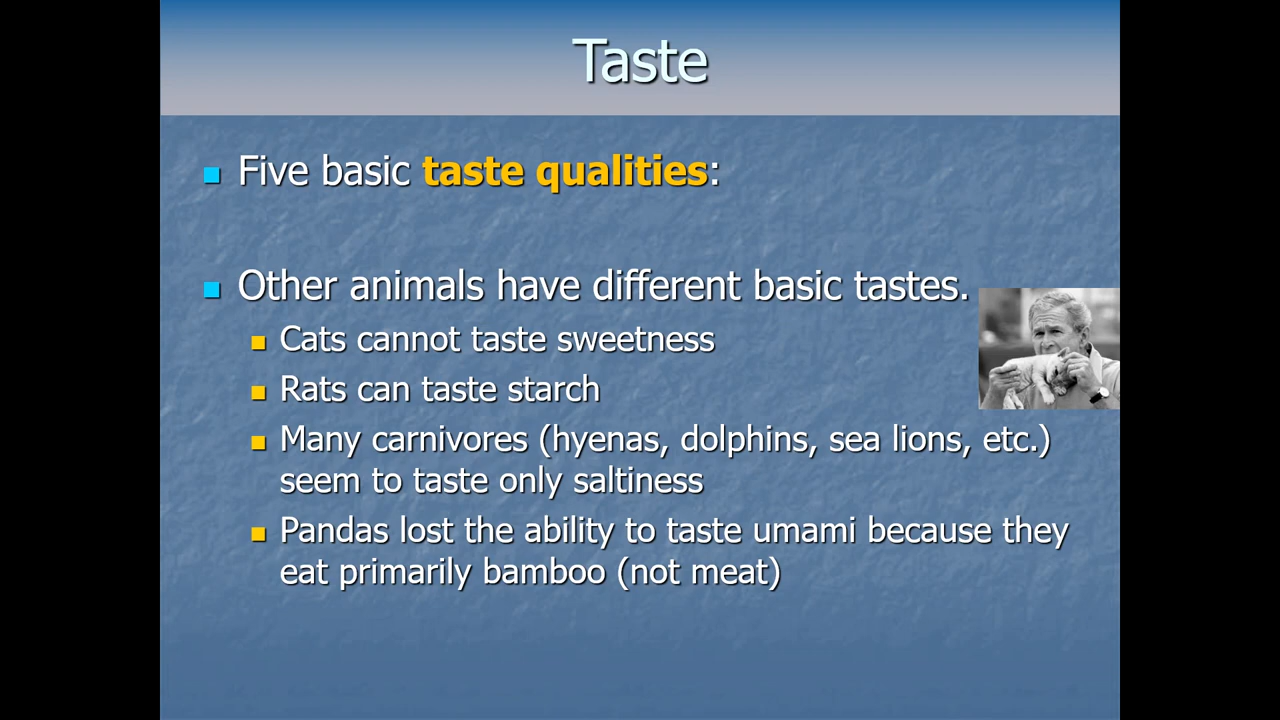 Taste
Five basic taste qualities:
Other animals have different basic tastes.
Cats cannot taste sweetness
Rats can taste starch
Many carnivores (hyenas, dolphins, sea lions, etc.)
seem to taste only saltiness
Pandas lost the ability to taste umami because they
eat primarily bamboo (not meat)